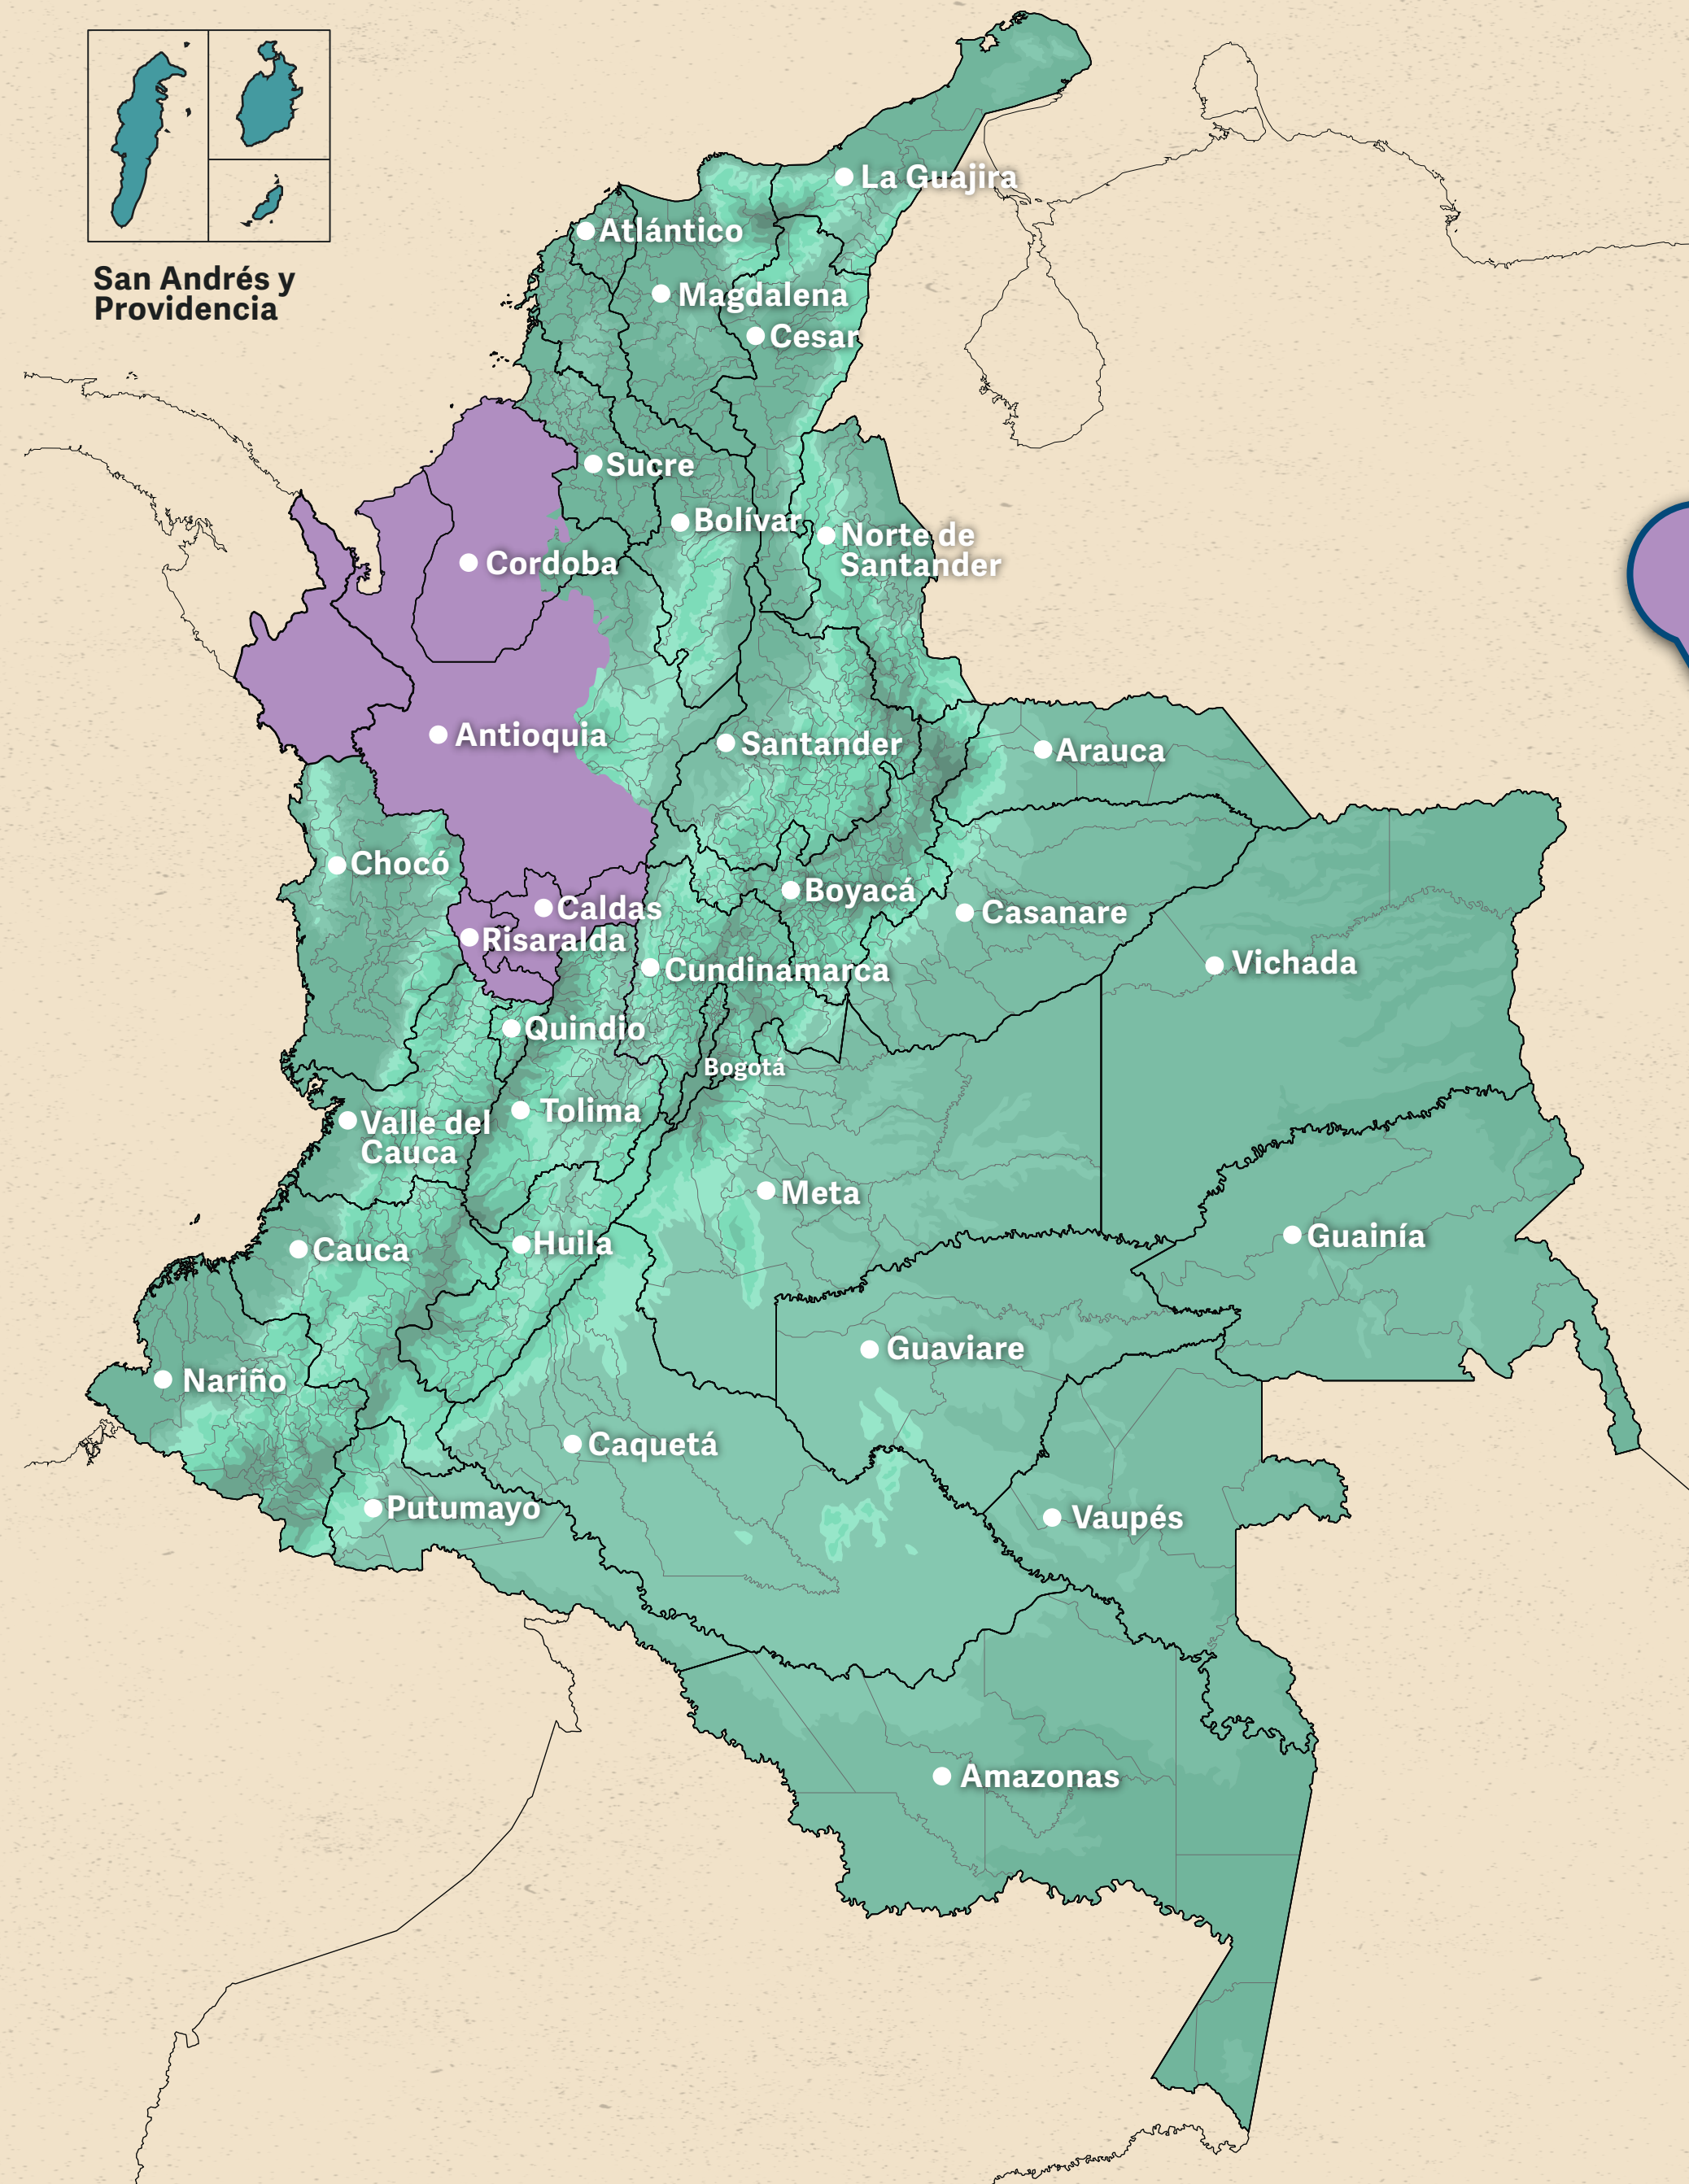 San Andrés y
Providencia
La Guajira
Atlántico
Magdalena
Cesar
Sucre
Bolívar
Norte de
Santander
Cordoba
Antioquia
Santander
Arauca
Chocó
Boyacá
Caldas
Casanare
Risaralda
Cundinamarca
Vichada
Quindio
Bogotá
Tolima
Valle del
Cauca
Meta
Guainía
Huila
Cauca
Guaviare
Nariño
Caquetá
Putumayo
Vaupés
Amazonas